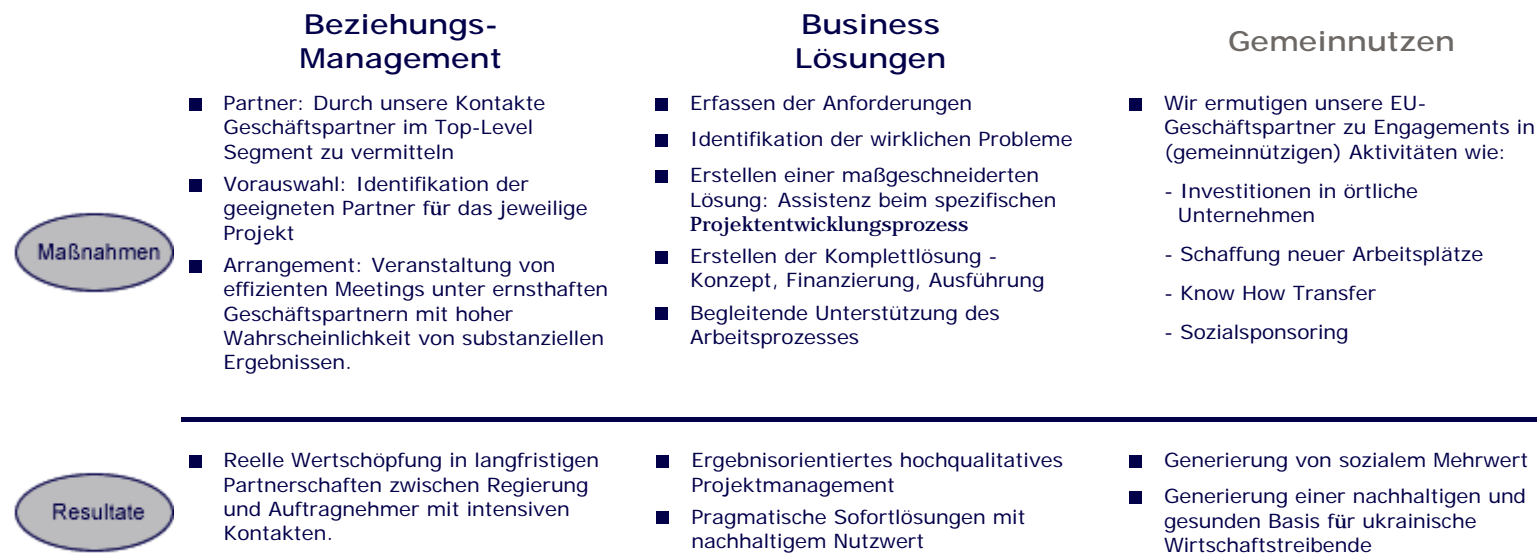 Beziehungs-
Management
Business
Lösungen
Gemeinnutzen
Maßnahmen
■ Partner: Durch unsere Kontakte
Geschäftspartner im Top-Level
Segment zu vermitteln
■ Vorauswahl: Identifikation der
geeigneten Partner für das jeweilige
Projekt
■ Arrangement: Veranstaltung von
effizienten Meetings unter ernsthaften
Geschäftspartnern mit hoher
Wahrscheinlichkeit von substanziellen
Ergebnissen.
■ Erfassen der Anforderungen
■ Identifikation der wirklichen Probleme
■ Erstellen einer maßgeschneiderten
Lösung: Assistenz beim spezifischen
Projektentwicklungsprozess
■ Erstellen der Komplettlösung -
Konzept, Finanzierung, Ausführung
■ Begleitende Unterstützung des
Arbeitsprozesses
■ Wir ermutigen unsere EU-
Geschäftspartner zu Engagements in
(gemeinnützigen) Aktivitäten wie:
- Investitionen in örtliche
Unternehmen
- Schaffung neuer Arbeitsplätze
- Know How Transfer
- Sozialsponsoring
Resultate
■ Reelle Wertschöpfung in langfristigen
Partnerschaften zwischen Regierung
und Auftragnehmer mit intensiven
Kontakten.
■ Ergebnisorientiertes hochqualitatives
Projektmanagement
■ Pragmatische Sofortlösungen mit
nachhaltigem Nutzwert
■ Generierung von sozialem Mehrwert
■ Generierung einer nachhaltigen und
gesunden Basis für ukrainische
Wirtschaftstreibende